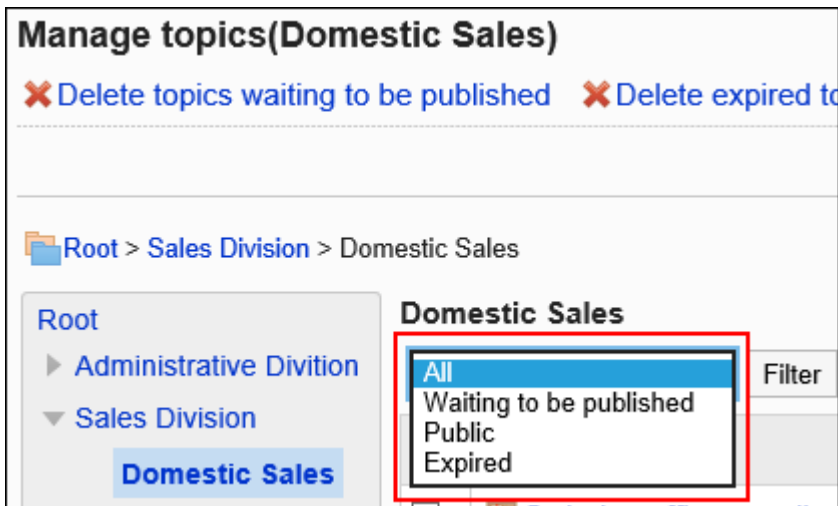 Manage topics(Domestic Sales)
Delete topics waiting to be published Delete expired
Root > Sales Division > Domestic Sales
Root
Administrative Divition
Sales Division
Domestic Sales
Domestic Sales
All
Waiting to be published
Public
Expired
Filter